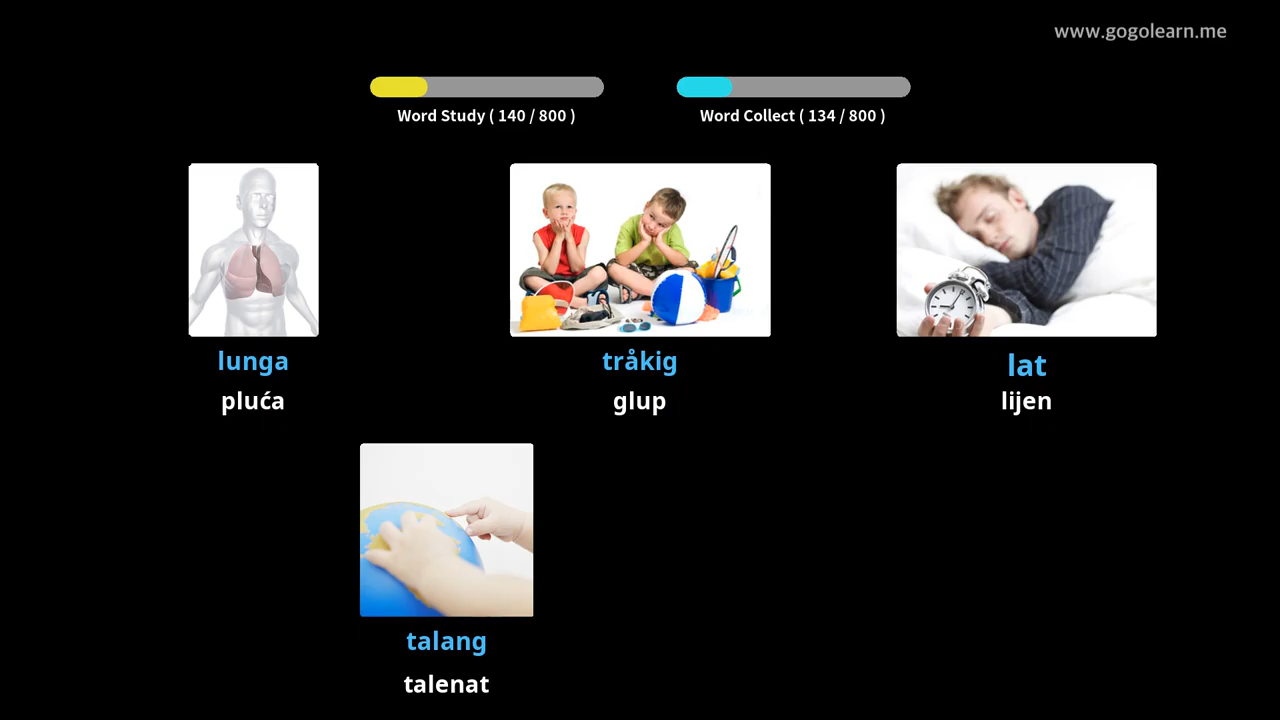 www.gogolearn.me
Word Study ( 140 / 800 )
Word Collect ( 134 / 800 )
lunga
tråkig
lat
pluća
glup
lijen
talang
talenat